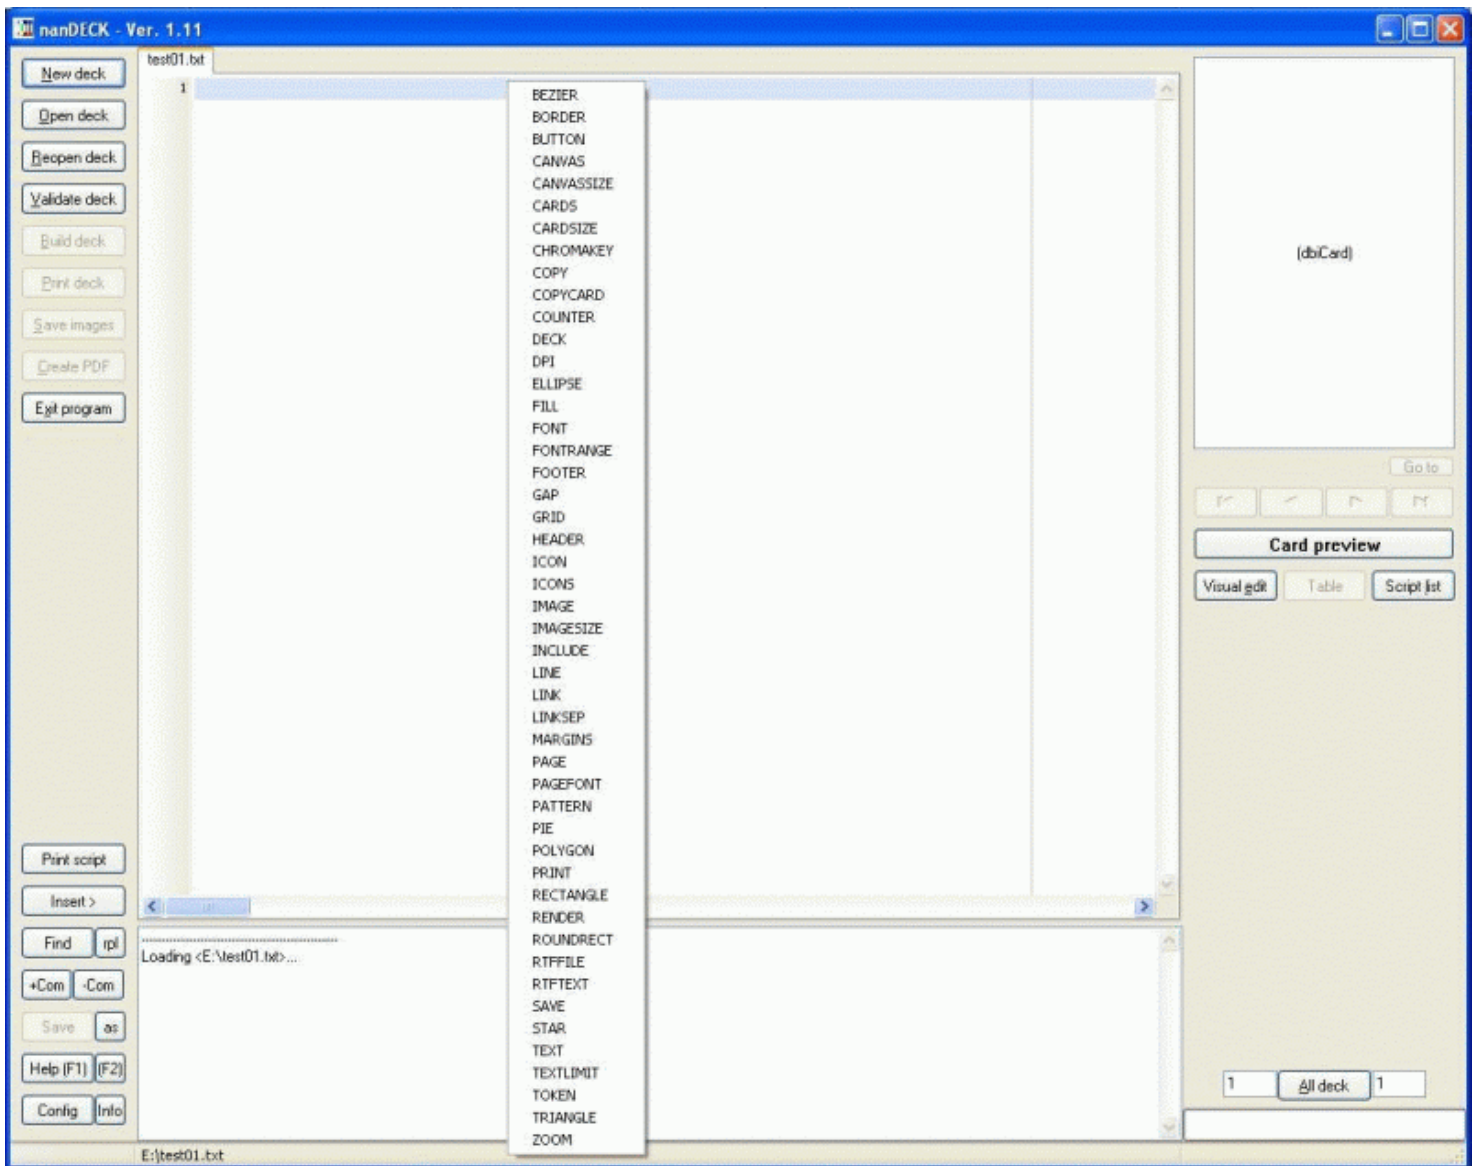 nanDECK - Ver. 1.11
New deck
Open deck
Reopen deck
Validate deck
Build deck
Print deck
Save images
Create PDF
Exit program
test01.txt
1
BEZIER
BORDER
BUTTON
CANVAS
CANVASSIZE
CARDS
CARDSIZE
CHROMAKEY
COPY
COPYCARD
COUNTER
DECK
DPI
ELLIPSE
FILL
FONT
FONTRANGE
FOOTER
GAP
GRID
HEADER
ICON
ICONS
IMAGE
IMAGESIZE
INCLUDE
LINE
LINK
LINKSEP
MARGINS
PAGE
PAGEFONT
PATTERN
PIE
POLYGON
PRINT
RECTANGLE
RENDER
ROUNDRECT
RTFFILE
RTFTEXT
SAVE
STAR
TEXT
TEXTLIMIT
TOKEN
TRIANGLE
ZOOM
(dbiCard)
Go to
Card preview
Visual edit Table Script list
Print script
Insert >
Find rpl
+Com -Com
Save as
Help (F1) (F2)
Config Info
Loading <E:\test01.txt>...
1 All deck 1
E:\test01.txt